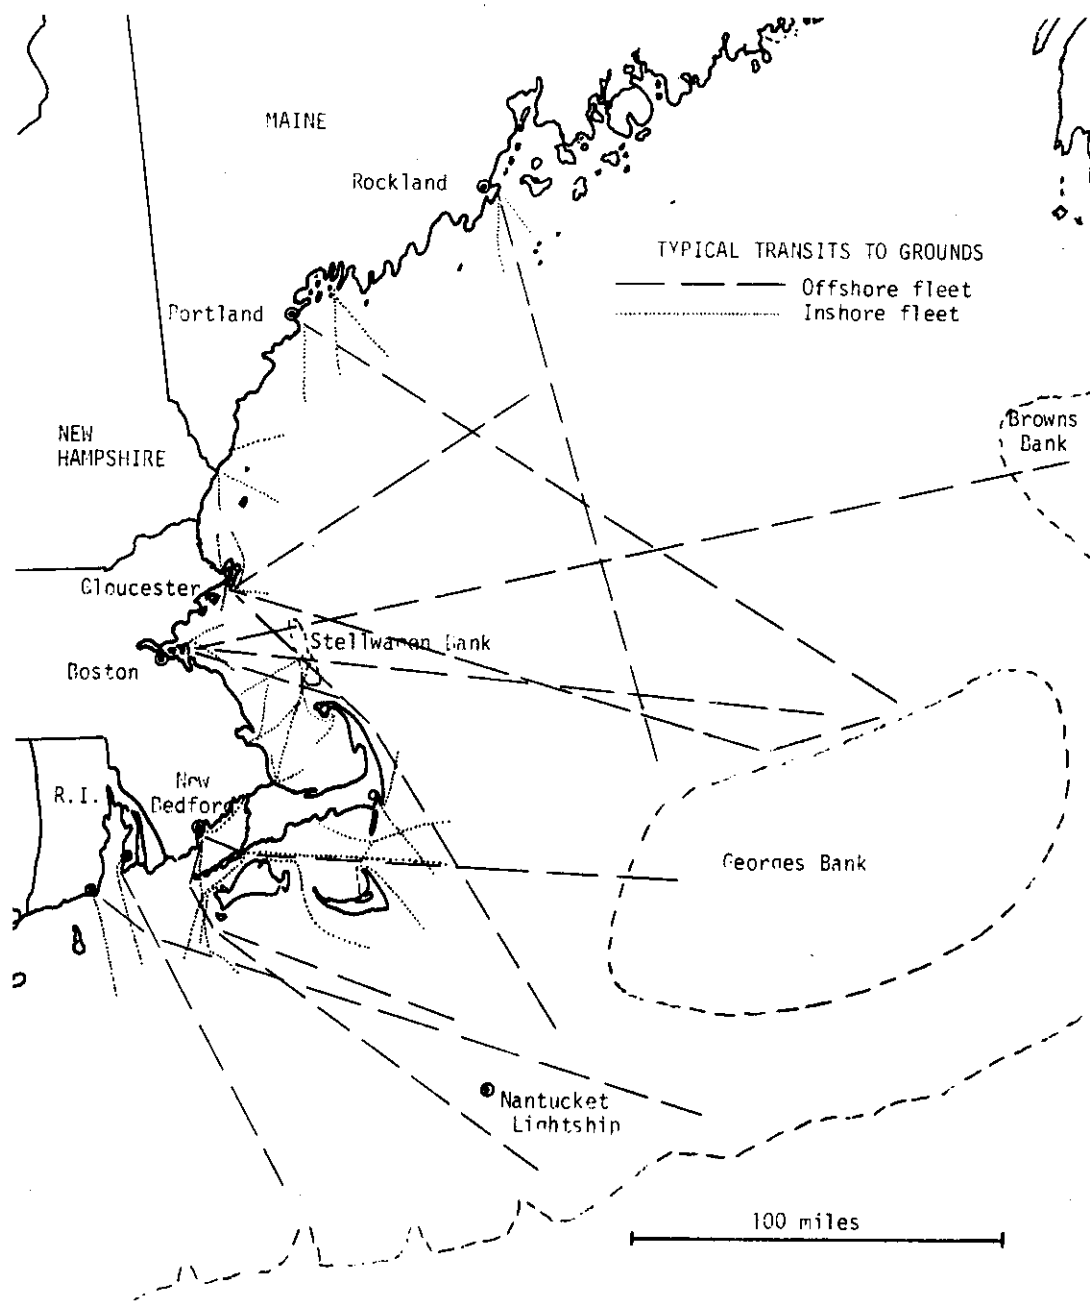 MAINE
Rockland
TYPICAL TRANSITS TO GROUNDS
Offshore fleet
Inshore fleet
Portland
Browns
Bank
NEW
HAMPSHIRE
Gloucester
Stellwagen Bank
Boston
R.I.
New
Bedford
Georges Bank
Nantucket
Lightship
100 miles